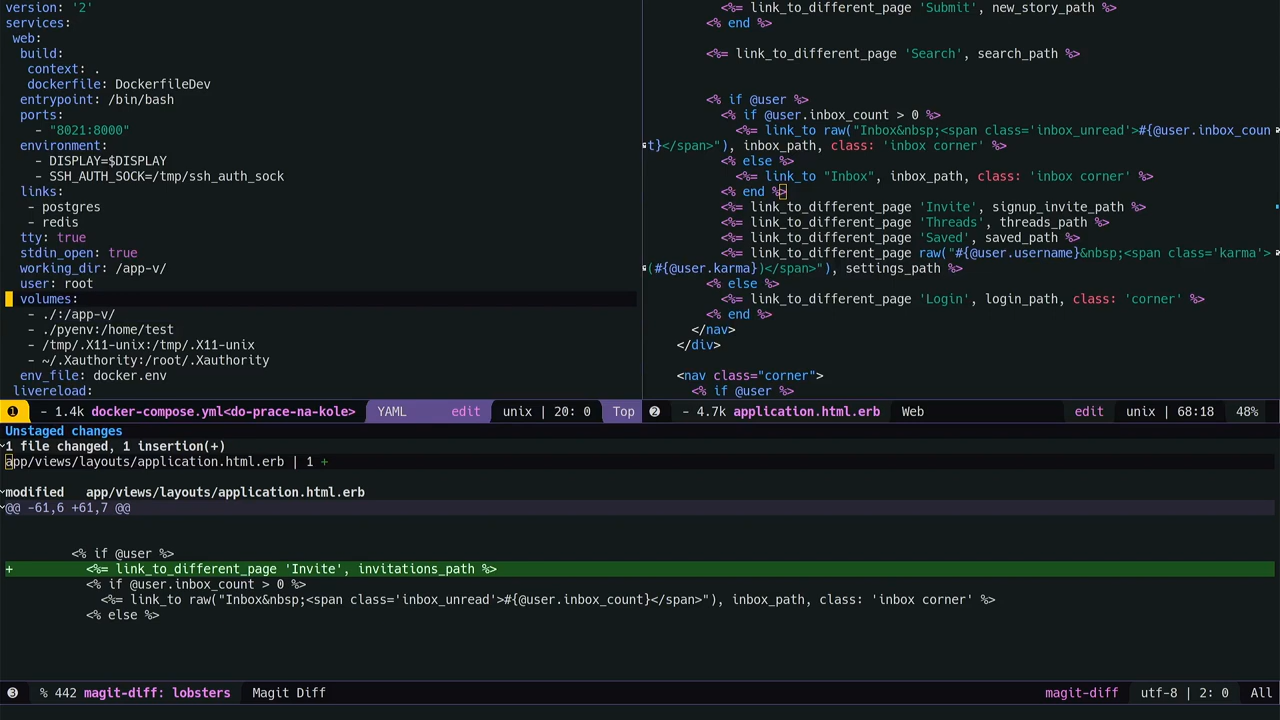 version: '2'
services:
web:
build:
context: .
dockerfile: DockerfileDev
entrypoint: /bin/bash
ports:
- "8021:8000"
environment:
- DISPLAY=$DISPLAY
- SSH_AUTH_SOCK=/tmp/ssh_auth_sock
links:
- postgres
- redis
tty: true
stdin_open: true
working_dir: /app-v/
user: root
volumes:
- ./:/app-v/
- ./pyenv:/home/test
- /tmp/.X11-unix:/tmp/.X11-unix
- ~/.Xauthority:/root/.Xauthority
env_file: docker.env
livereload:
❶ - 1.4k docker-compose.yml<do-prace-na-kole> YAML edit unix | 20: 0 Top
<%= link_to_different_page 'Submit', new_story_path %>
<% end %>
<%= link_to_different_page 'Search', search_path %>
<% if @user %>
<% if @user.inbox_count > 0 %>
<%= link_to raw("Inbox&nbsp;<span class='inbox_unread'>#{@user.inbox_coun
t}</span>"), inbox_path, class: 'inbox corner' %>
<% else %>
<%= link_to "Inbox", inbox_path, class: 'inbox corner' %>
<% end %>
<%= link_to_different_page 'Invite', signup_invite_path %>
<%= link_to_different_page 'Threads', threads_path %>
<%= link_to_different_page 'Saved', saved_path %>
<%= link_to_different_page raw("#{@user.username}&nbsp;<span class='karma'>
(#{@user.karma})</span>"), settings_path %>
<% else %>
<%= link_to_different_page 'Login', login_path, class: 'corner' %>
<% end %>
</nav>
</div>
<nav class="corner">
<% if @user %>
❷ - 4.7k application.html.erb Web edit unix | 68:18 48%
Unstaged changes
1 file changed, 1 insertion(+)
app/views/layouts/application.html.erb | 1 +
modified app/views/layouts/application.html.erb
@@ -61,6 +61,7 @@
<% if @user %>
+ <%= link_to_different_page 'Invite', invitations_path %>
<% if @user.inbox_count > 0 %>
<%= link_to raw("Inbox&nbsp;<span class='inbox_unread'>#{@user.inbox_count}</span>"), inbox_path, class: 'inbox corner' %>
<% else %>
❸ % 442 magit-diff: lobsters Magit Diff magit-diff utf-8 | 2: 0 All